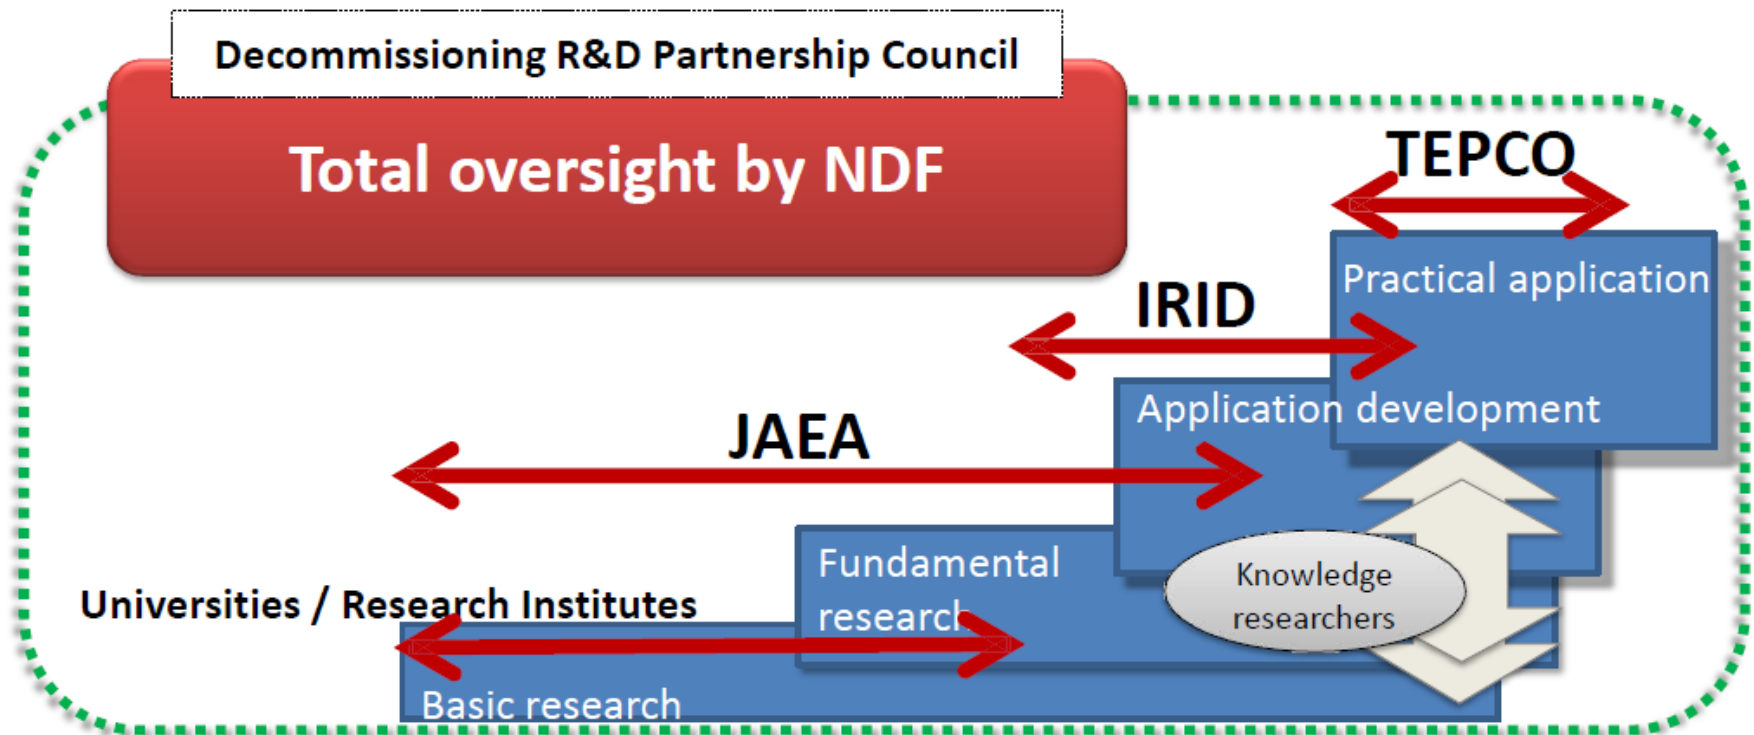 Decommissioning R&D Partnership Council
Total oversight by NDF
TEPCO
Practical application
IRID
Application development
JAEA
Fundamental
research
Knowledge
researchers
Universities / Research Institutes
Basic research